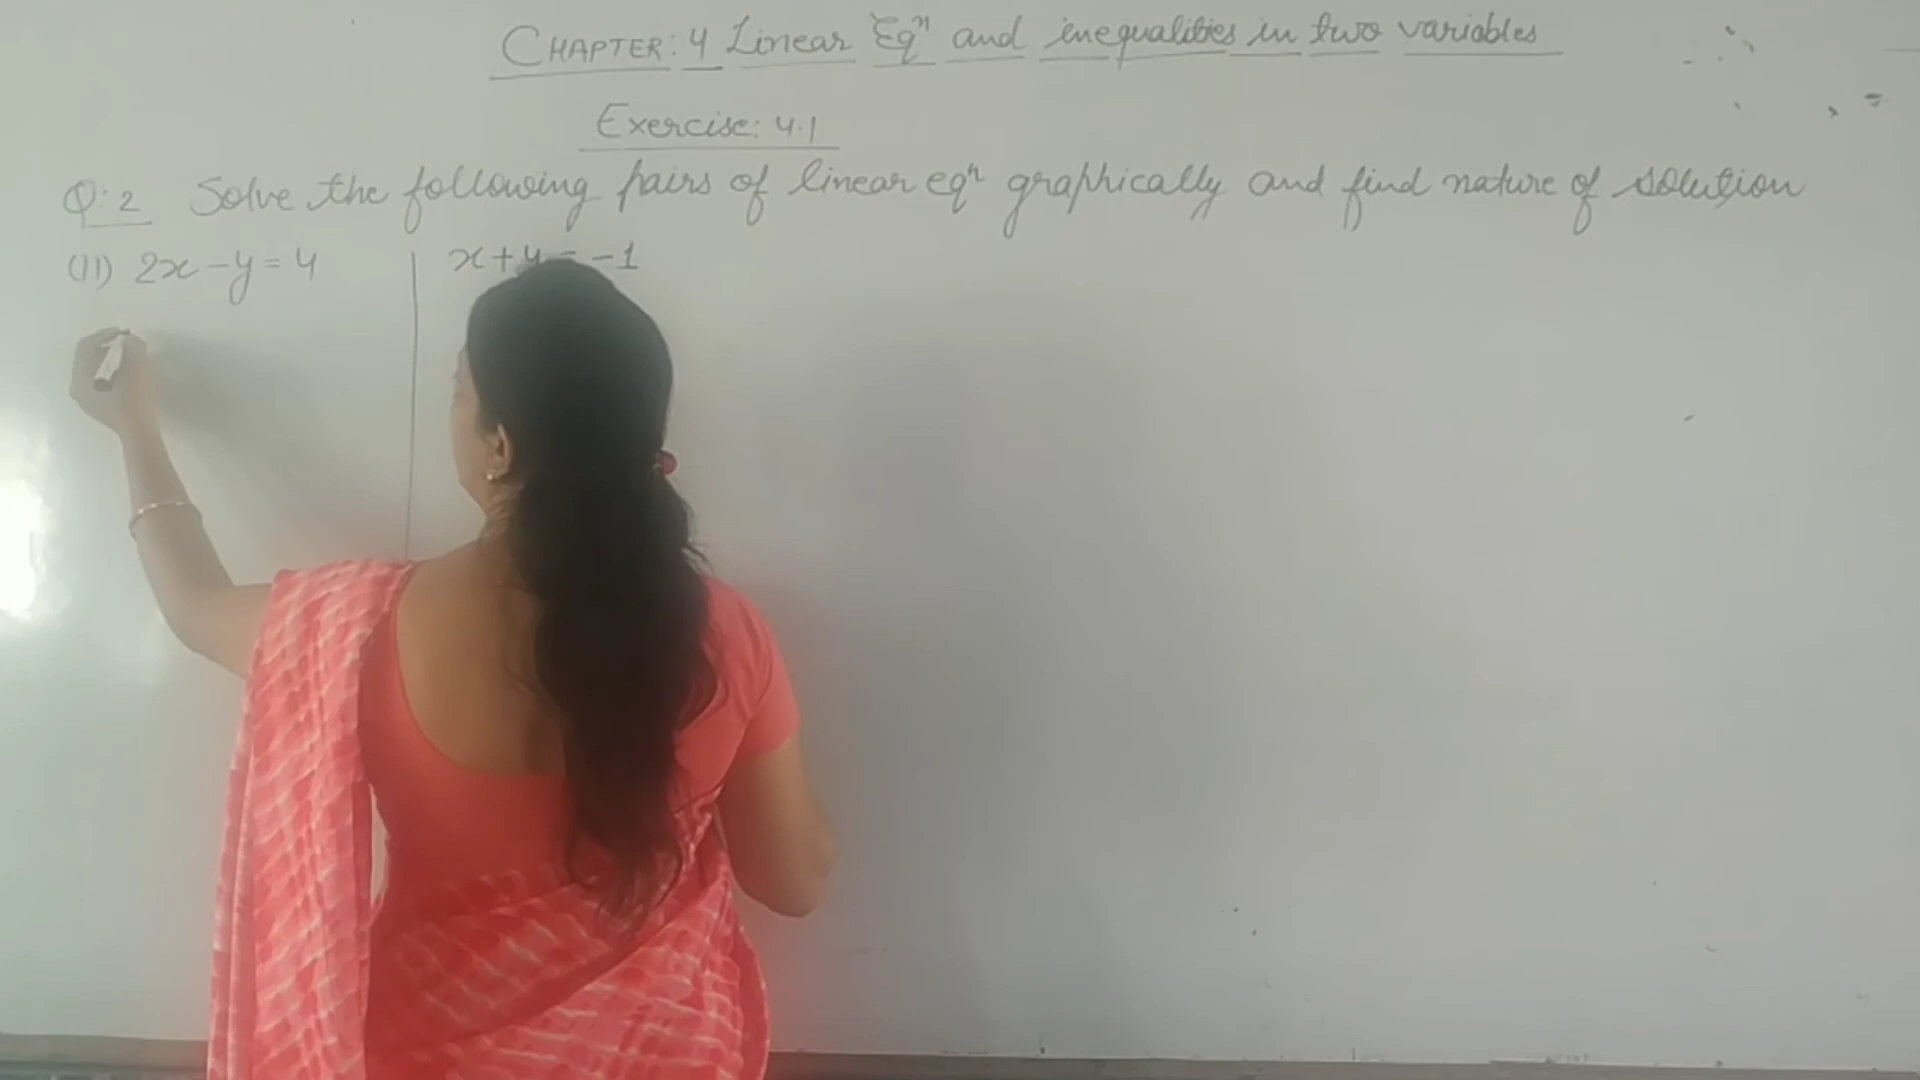 CHAPTER: 4 Linear Eqⁿ and inequalities in two variables
Exercise: 4.1
Q: 2 Solve the following pairs of linear eqⁿ graphically and find nature of solution
(11) 2x - y = 4 x + y = -1